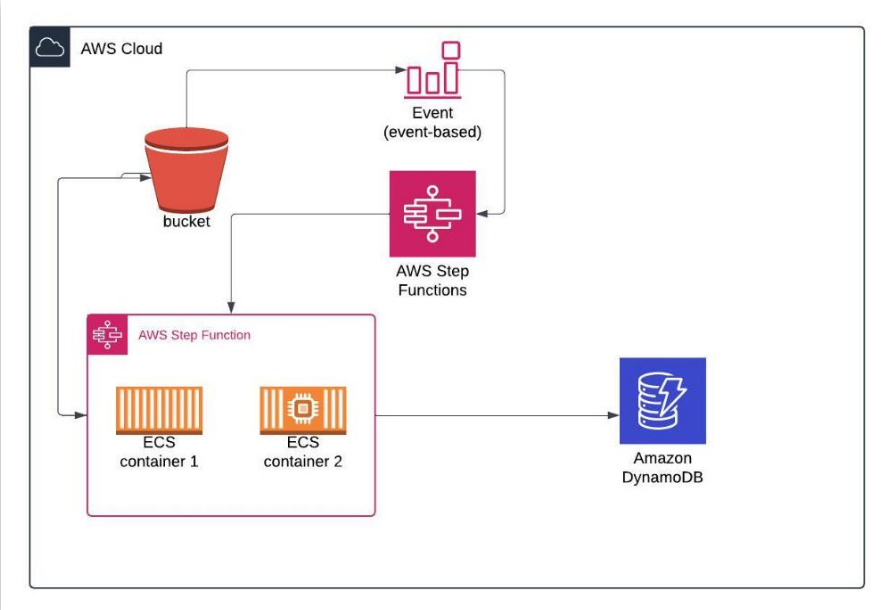 AWS Cloud
Event
(event-based)
bucket
AWS Step
Functions
AWS Step Function
ECS
container 1
ECS
container 2
Amazon
DynamoDB